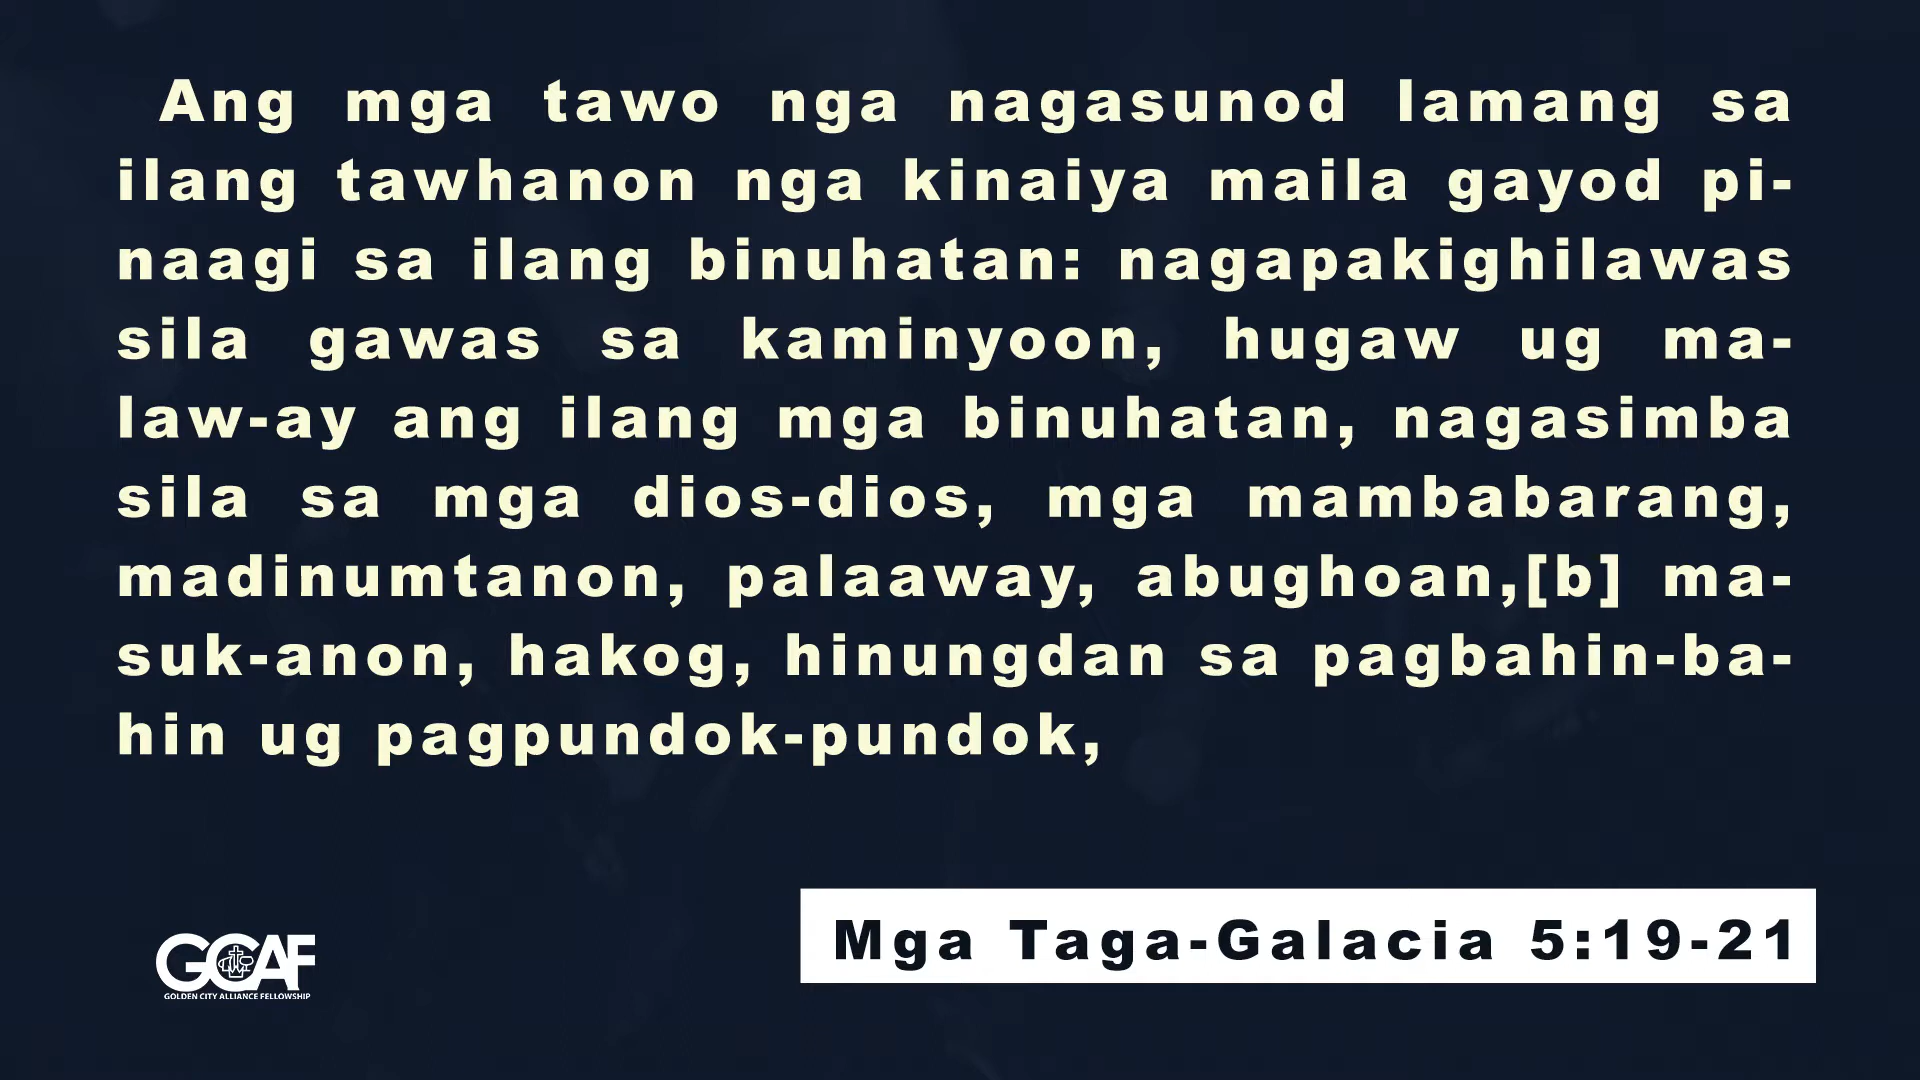 Ang mga tawo nga nagasunod lamang sa
ilang tawhanon nga kinaiya maila gayod pi-
naagi sa ilang binuhatan: nagapakighilawas
sila gawas sa kaminyoon, hugaw ug ma-
law-ay ang ilang mga binuhatan, nagasimba
sila sa mga dios-dios, mga mambabarang,
madinumtanon, palaaway, abughoan,[b] ma-
suk-anon, hakog, hinungdan sa pagbahin-ba-
hin ug pagpundok-pundok,
Mga Taga-Galacia 5:19-21
GCAF
GOLDEN CITY ALLIANCE FELLOWSHIP